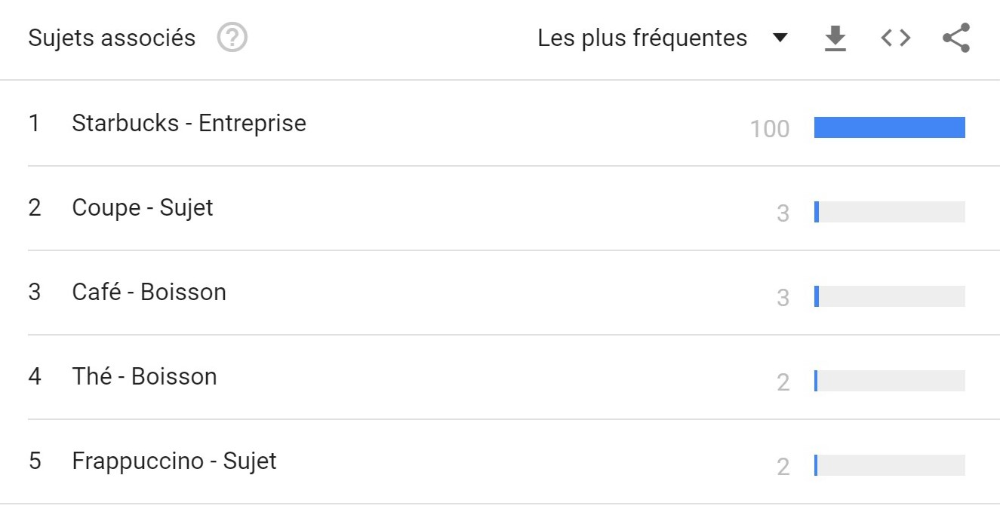 Sujets associés ?
Les plus fréquentes
1 Starbucks - Entreprise 100
2 Coupe - Sujet 3
3 Café - Boisson 3
4 Thé - Boisson 2
5 Frappuccino - Sujet 2